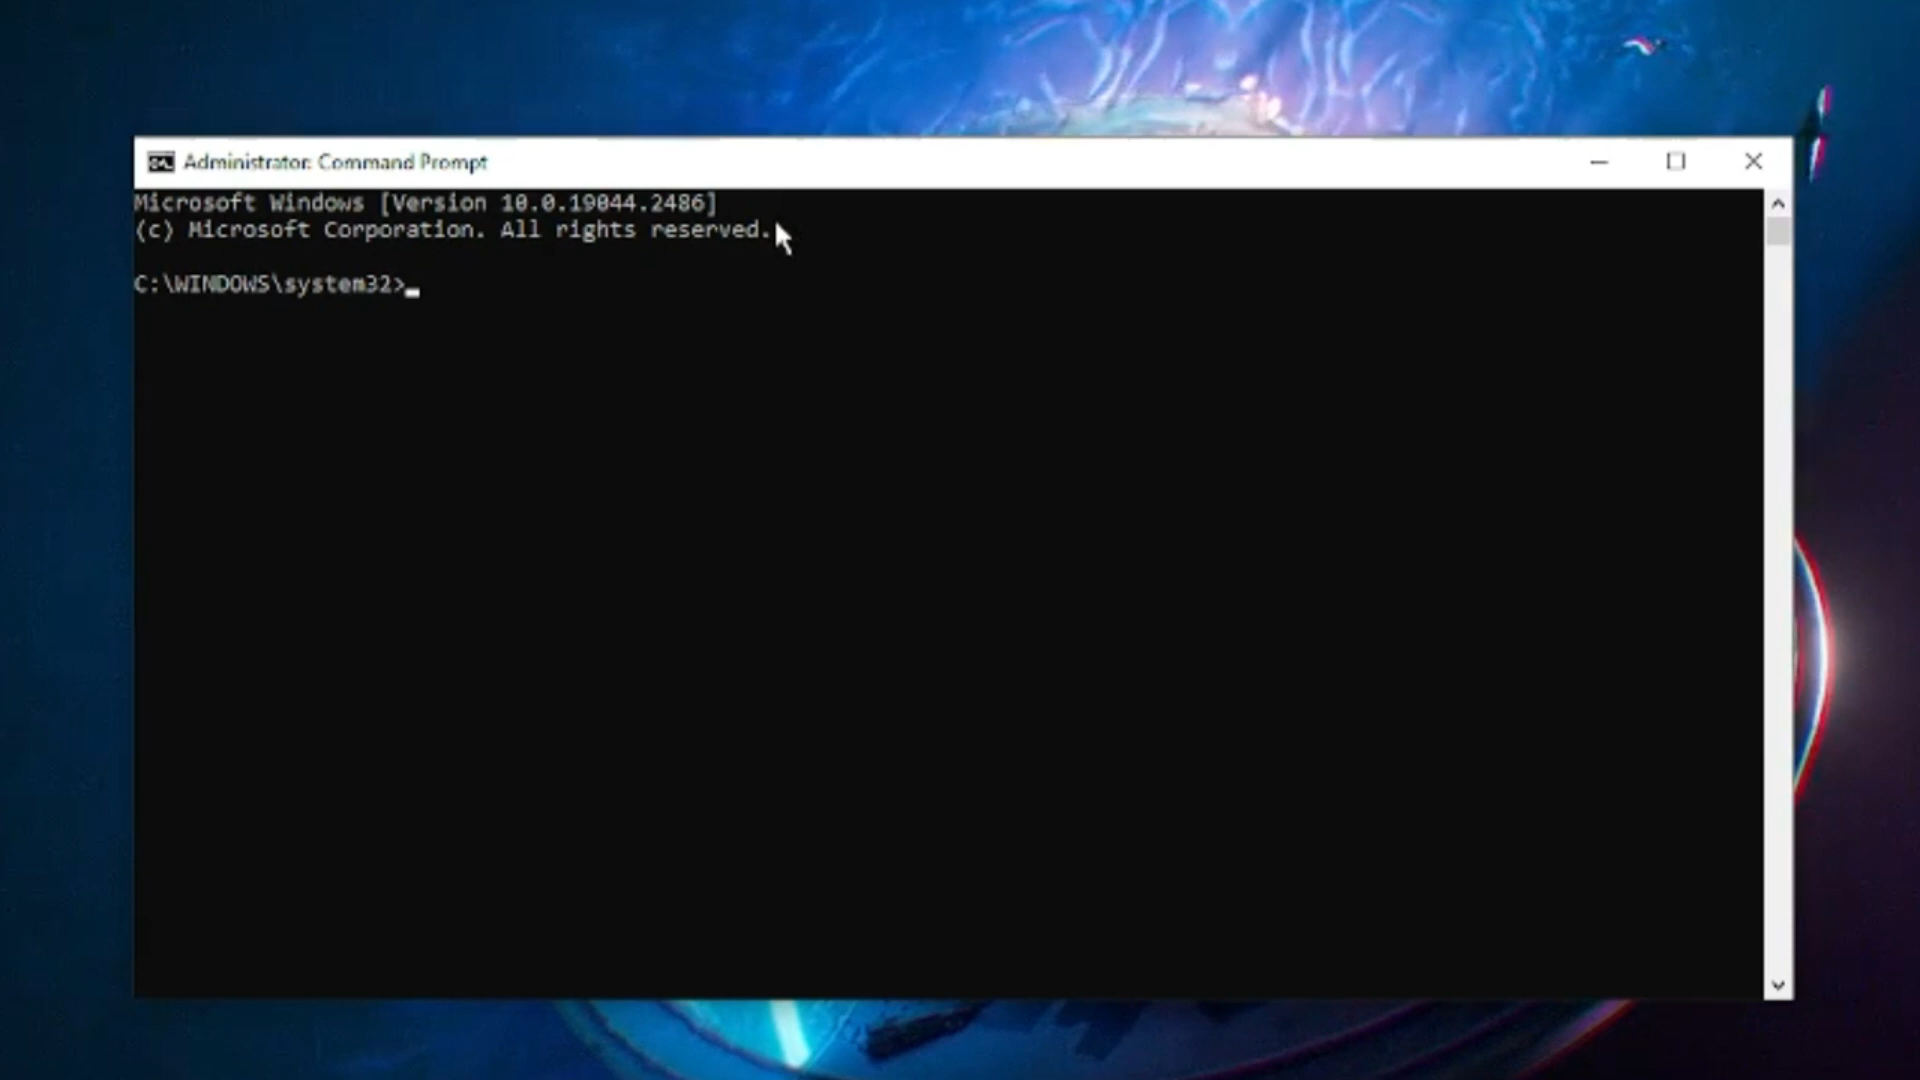 Administrator: Command Prompt
Microsoft Windows [Version 10.0.19044.2486]
(c) Microsoft Corporation. All rights reserved.
C:\WINDOWS\system32>